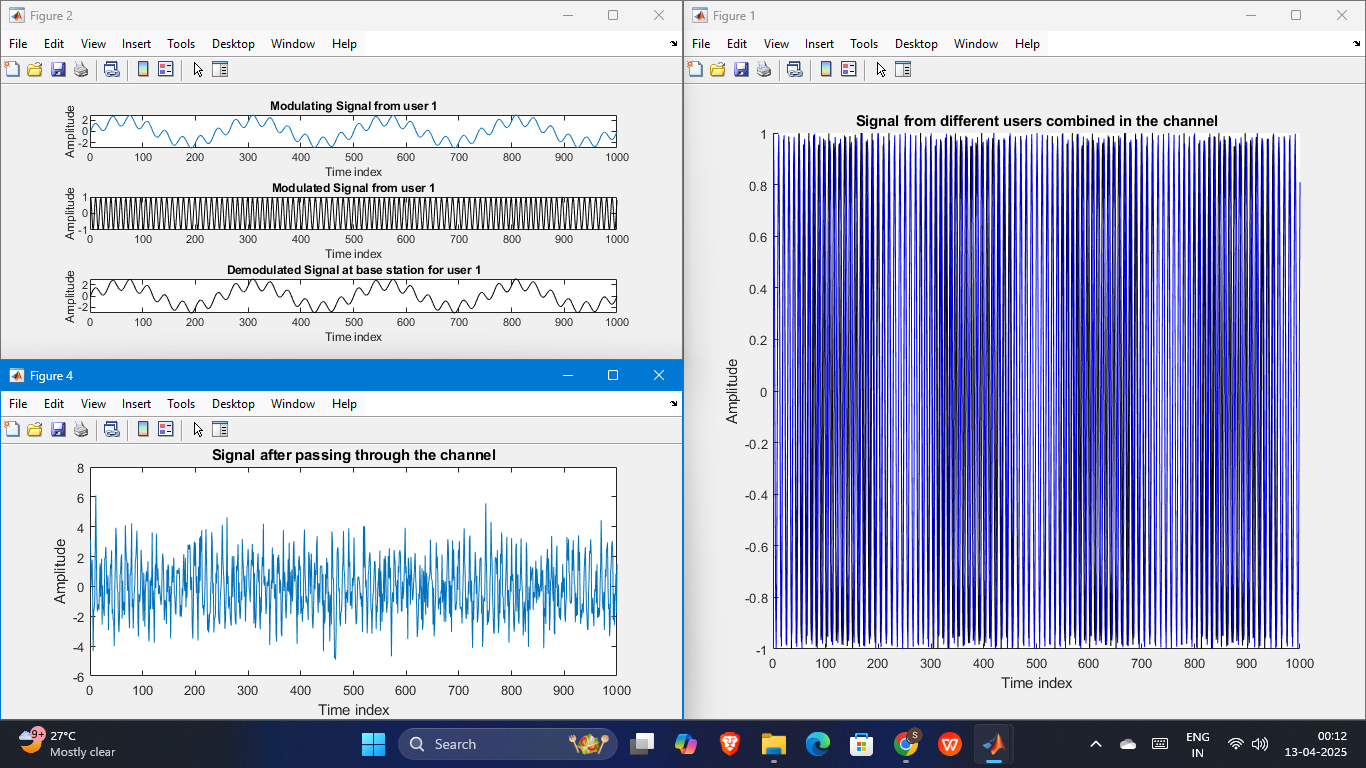 Figure 2
File Edit View Insert Tools Desktop Window Help
Modulating Signal from user 1
Amplitude
2
0
-2
0 100 200 300 400 500 600 700 800 900 1000
Time index
Modulated Signal from user 1
Amplitude
1
0
-1
0 100 200 300 400 500 600 700 800 900 1000
Time index
Demodulated Signal at base station for user 1
Amplitude
2
0
-2
0 100 200 300 400 500 600 700 800 900 1000
Time index
Figure 4
File Edit View Insert Tools Desktop Window Help
Signal after passing through the channel
Amplitude
8
6
4
2
0
-2
-4
-6
0 100 200 300 400 500 600 700 800 900 1000
Time index
Figure 1
File Edit View Insert Tools Desktop Window Help
Signal from different users combined in the channel
Amplitude
1
0.8
0.6
0.4
0.2
0
-0.2
-0.4
-0.6
-0.8
-1
0 100 200 300 400 500 600 700 800 900 1000
Time index
9+
27°C
Mostly clear
Search
S
W
ENG
IN
00:12
13-04-2025